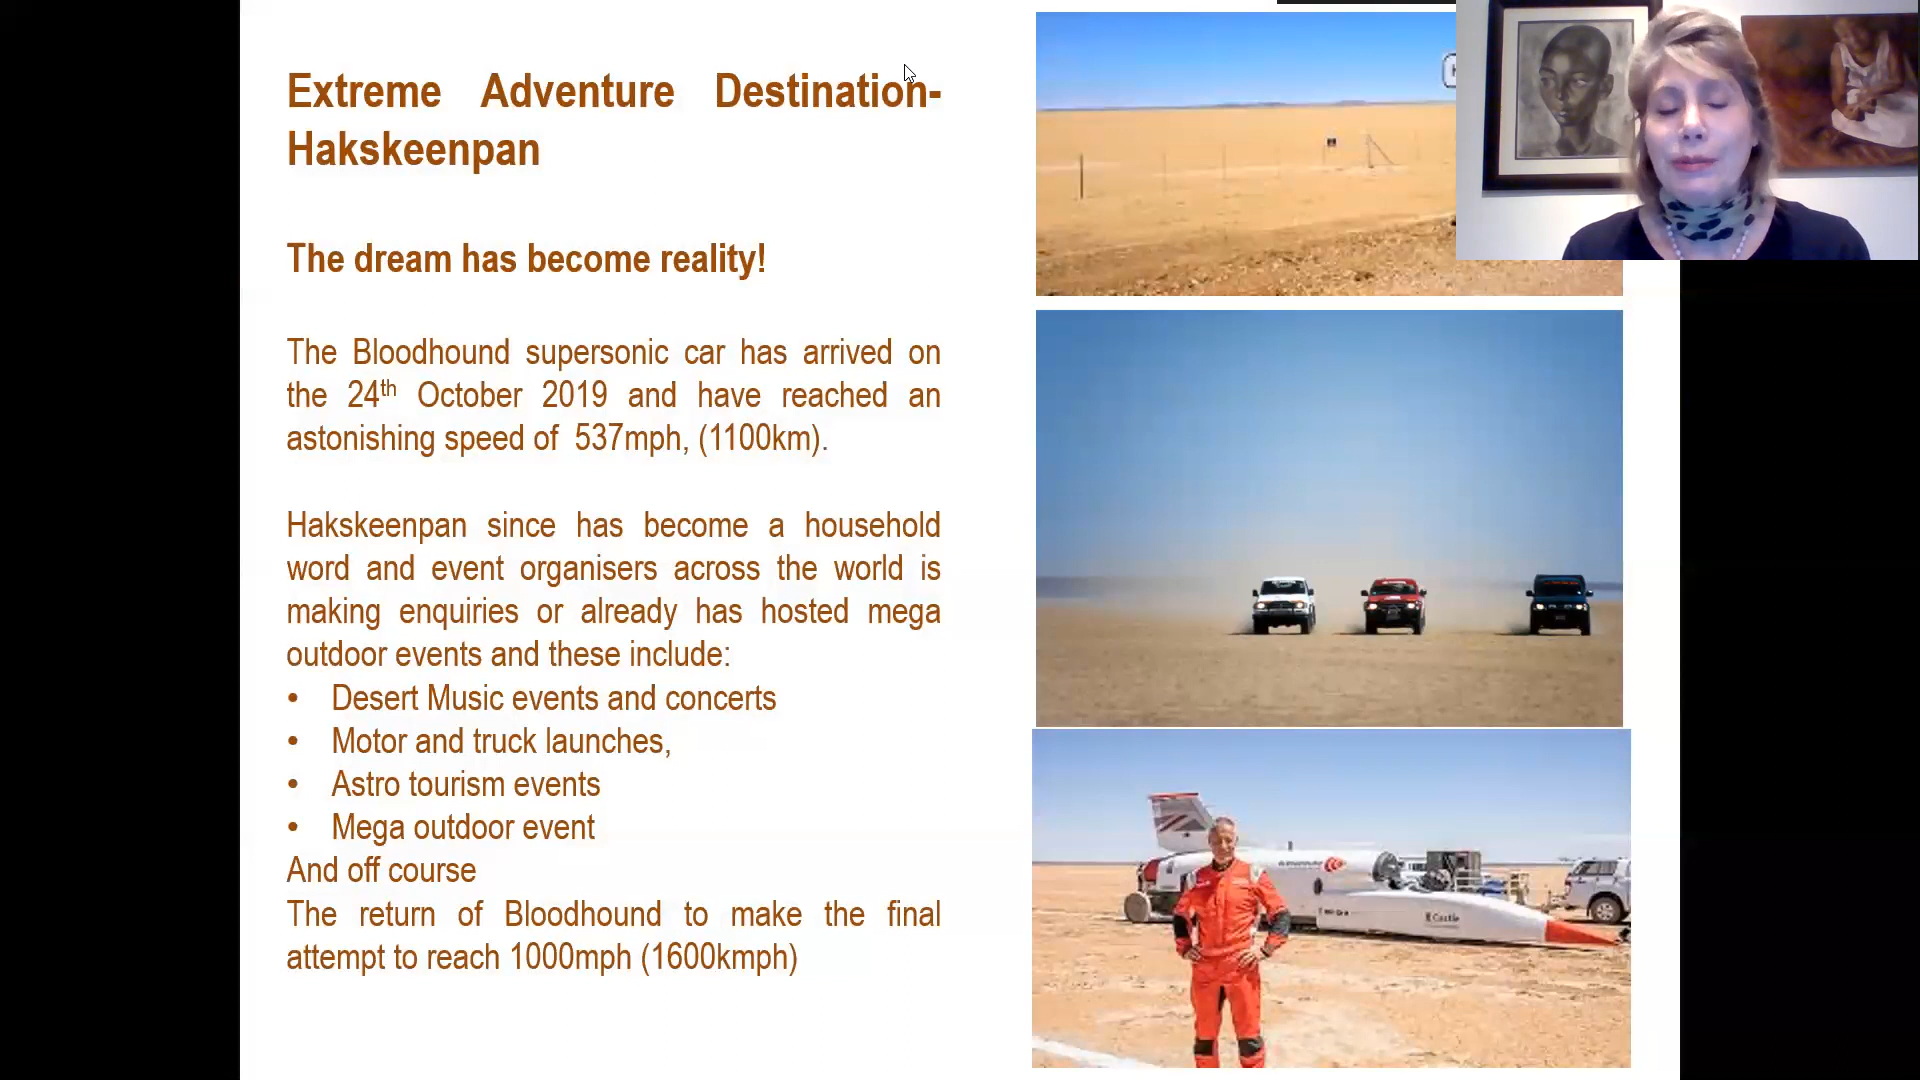 Extreme Adventure Destination-
Hakskeenpan
The dream has become reality!
The Bloodhound supersonic car has arrived on
the 24th October 2019 and have reached an
astonishing speed of 537mph, (1100km).
Hakskeenpan since has become a household
word and event organisers across the world is
making enquiries or already has hosted mega
outdoor events and these include:
• Desert Music events and concerts
• Motor and truck launches,
• Astro tourism events
• Mega outdoor event
And off course
The return of Bloodhound to make the final
attempt to reach 1000mph (1600kmph)